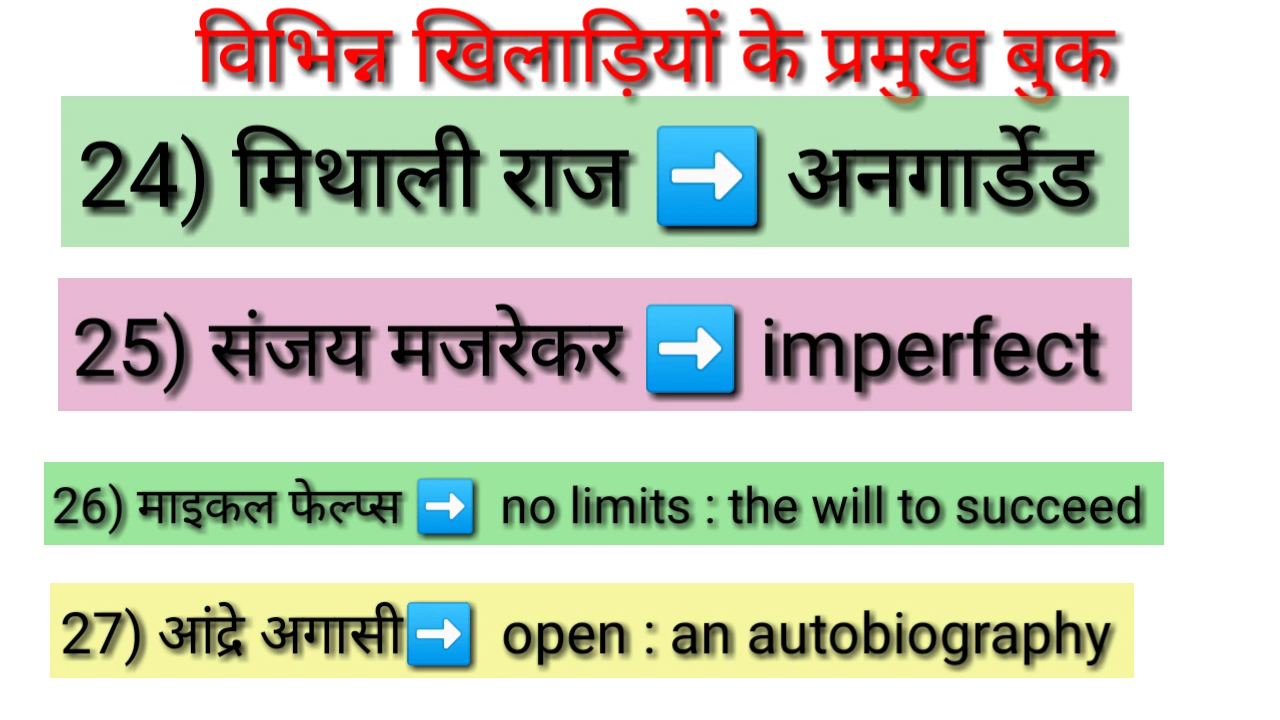 विभिन्न खिलाड़ियों के प्रमुख बुक
24) मिथाली राज ➡️ अनगार्डेड
25) संजय मजरेकर ➡️ imperfect
26) माइकल फेल्प्स ➡️ no limits : the will to succeed
27) आंद्रे अगासी➡️ open : an autobiography